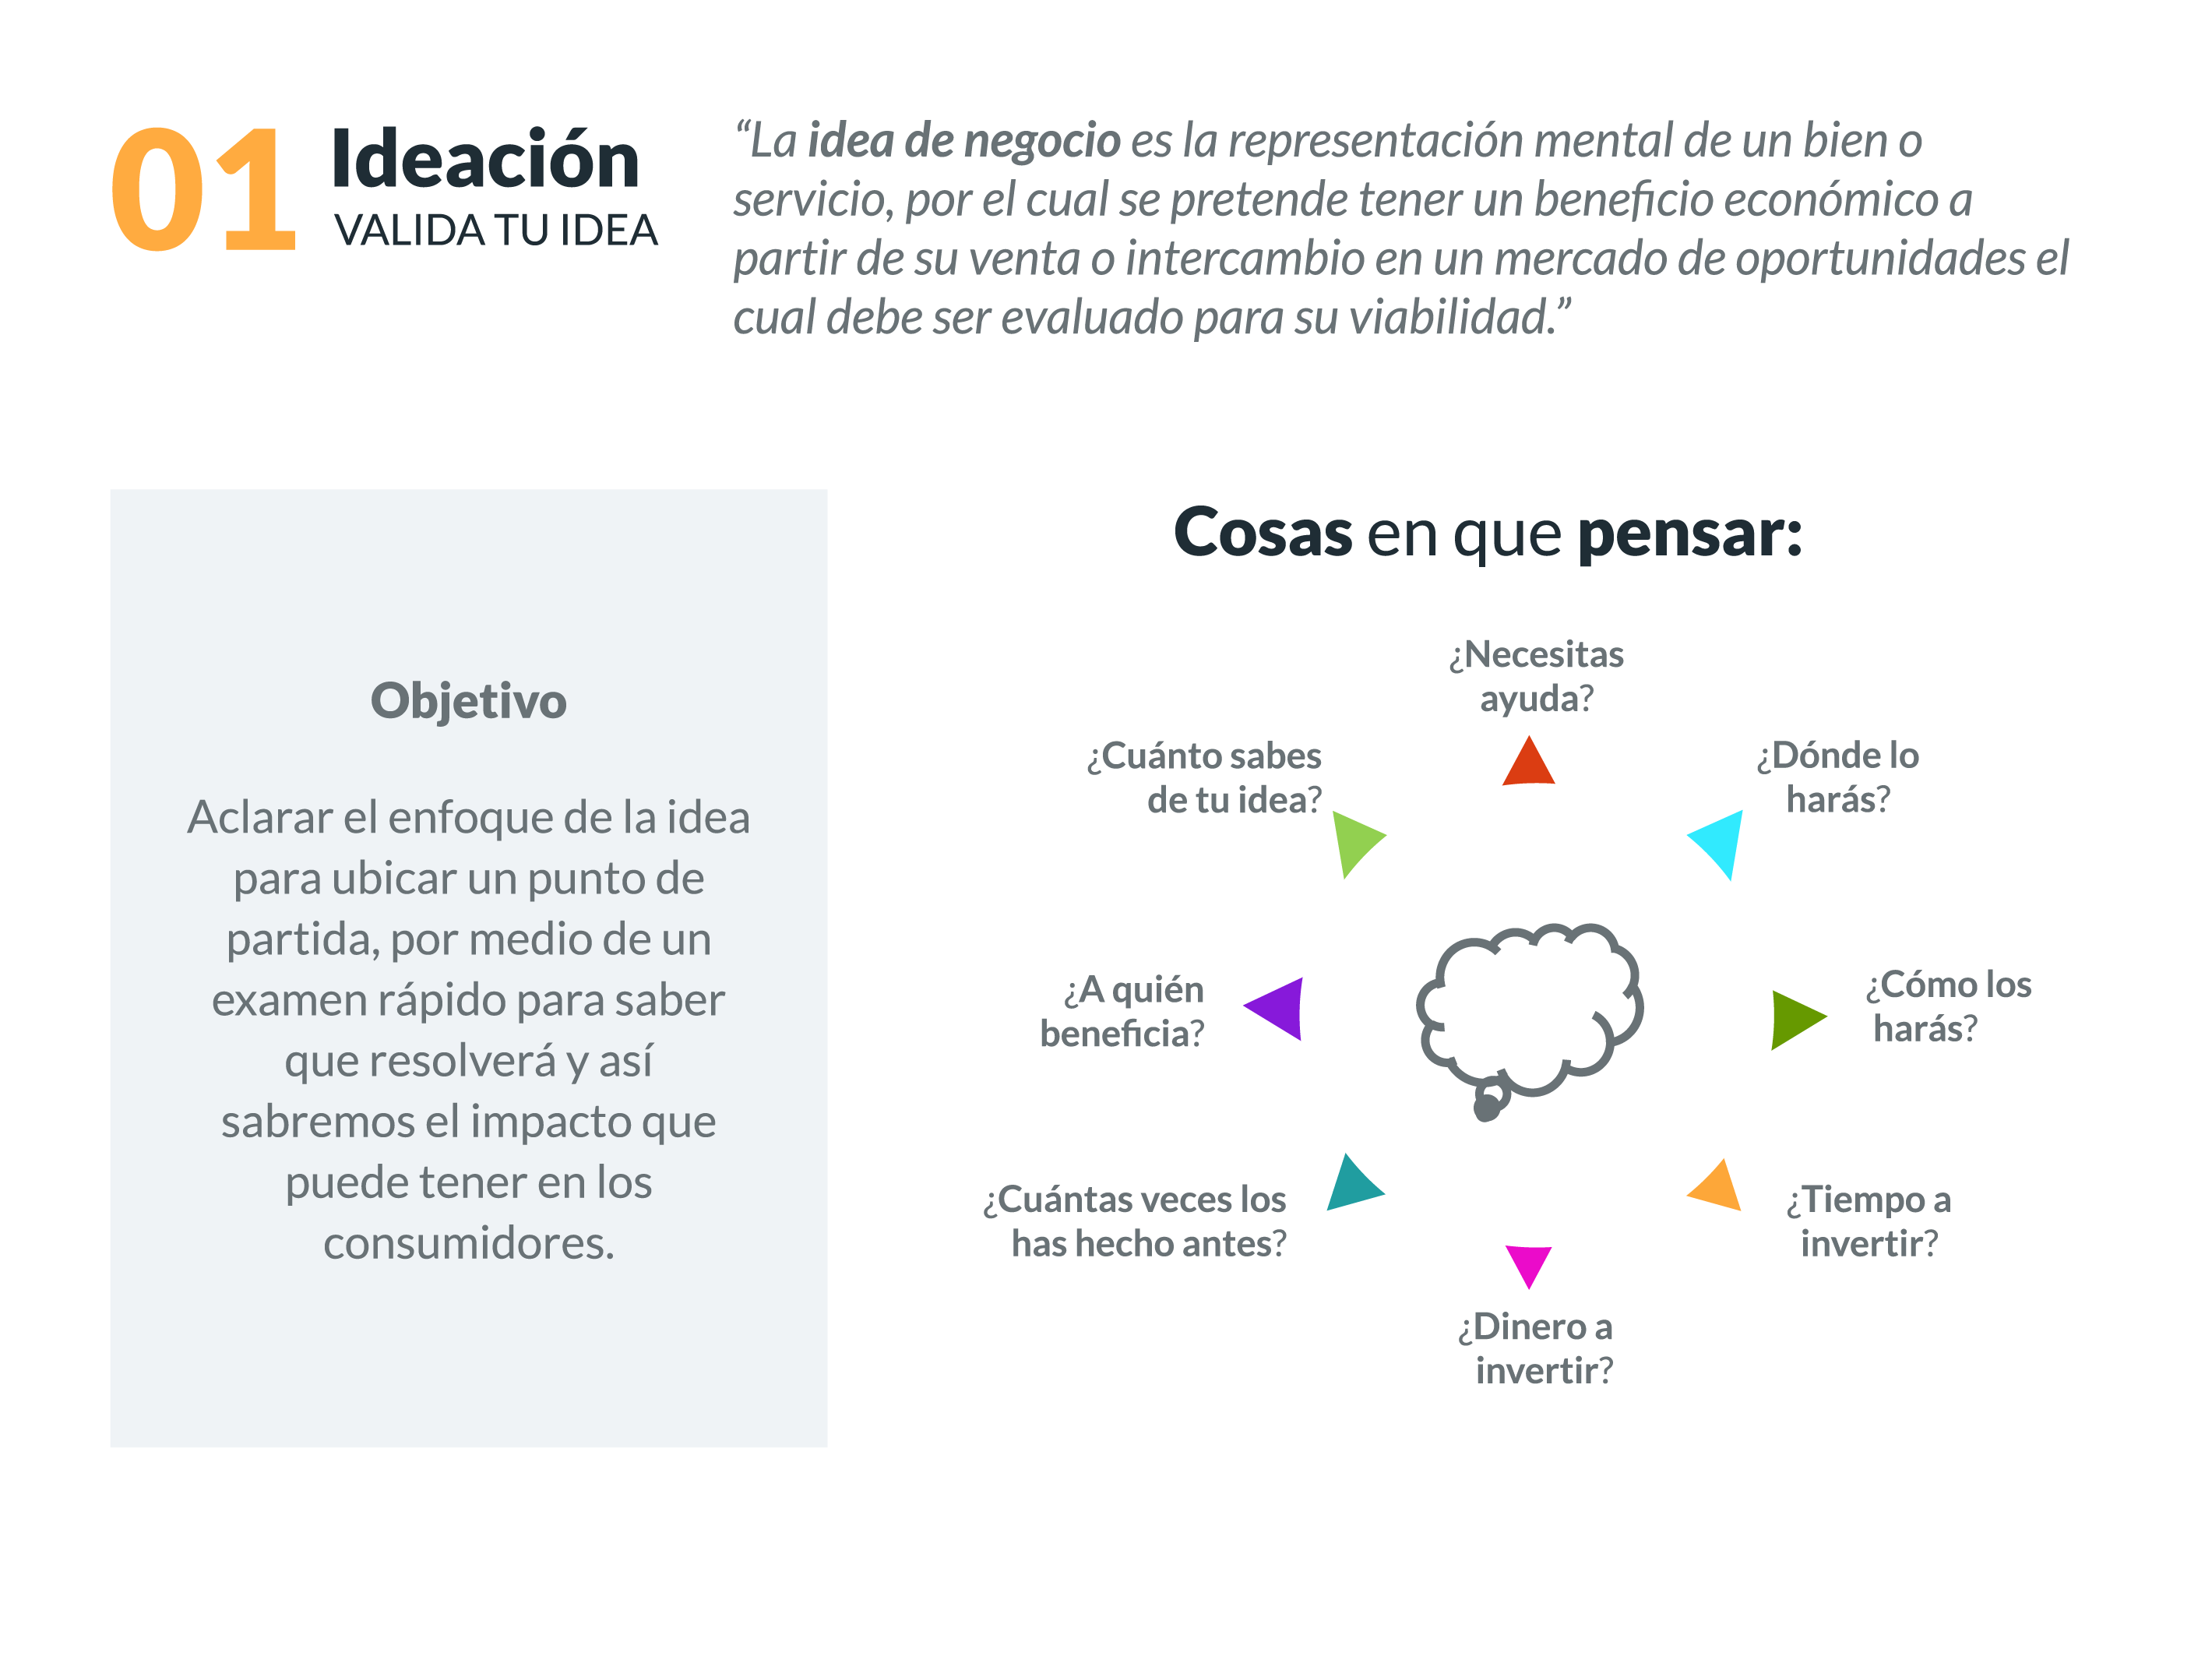 01
Ideación
VALIDA TU IDEA
“La idea de negocio es la representación mental de un bien o
servicio, por el cual se pretende tener un beneficio económico a
partir de su venta o intercambio en un mercado de oportunidades el
cual debe ser evaluado para su viabilidad.”
Objetivo
Aclarar el enfoque de la idea
para ubicar un punto de
partida, por medio de un
examen rápido para saber
que resolverá y así
sabremos el impacto que
puede tener en los
consumidores.
Cosas en que pensar:
¿Necesitas
ayuda?
¿Dónde lo
harás?
¿Cómo los
harás?
¿Tiempo a
invertir?
¿Dinero a
invertir?
¿Cuántas veces los
has hecho antes?
¿A quién
beneficia?
¿Cuánto sabes
de tu idea?